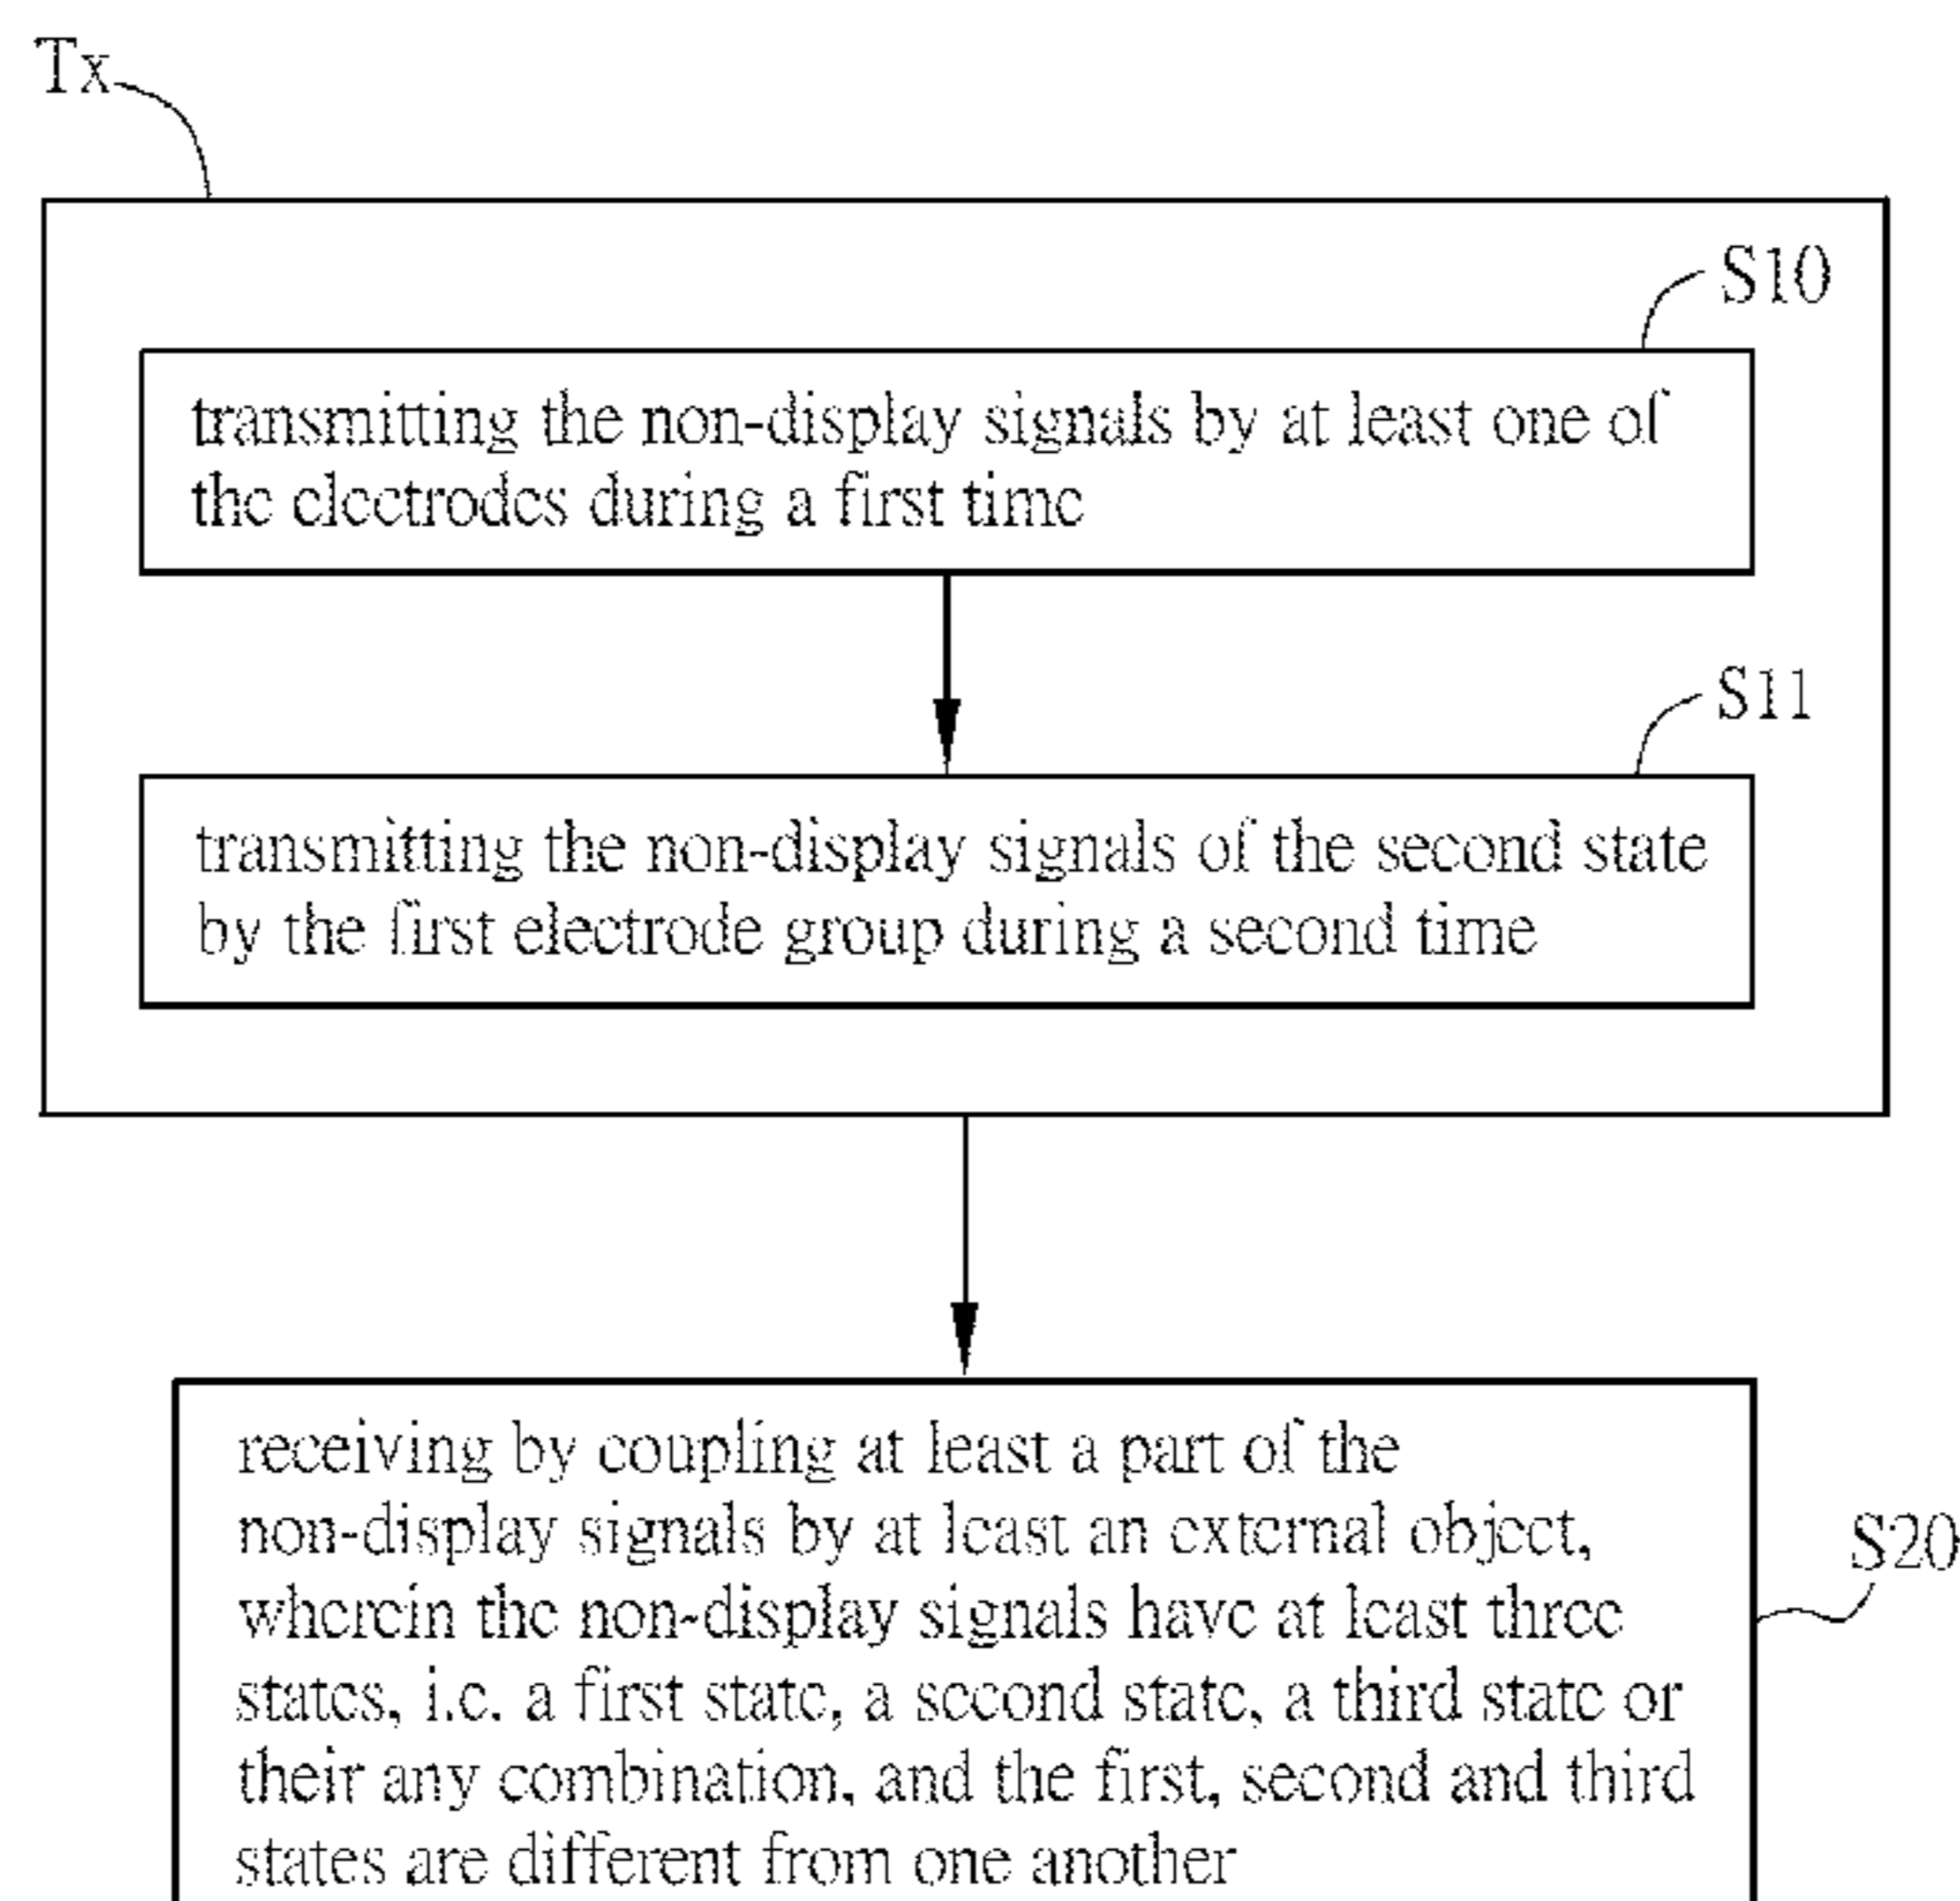 Tx
S10
transmitting the non-display signals by at least one of
the electrodes during a first time
S11
transmitting the non-display signals of the second state
by the first electrode group during a second time
receiving by coupling at least a part of the
non-display signals by at least an external object,
wherein the non-display signals have at least three
states, i.e. a first state, a second state, a third state or
their any combination, and the first, second and third
states are different from one another
S20